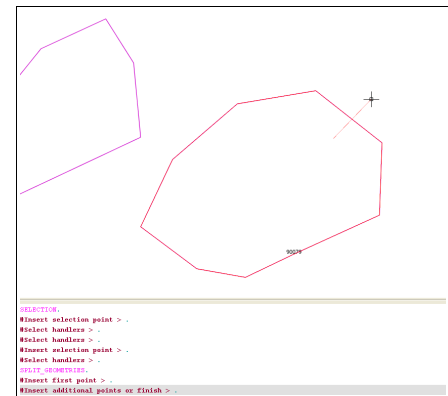 90079
SELECTION.
#Insert selection point > .
#Select handlers > .
#Select handlers > .
#Insert selection point > .
#Select handlers > .
SPLIT_GEOMETRIES.
#Insert first point > .
#Insert additional points or finish > .